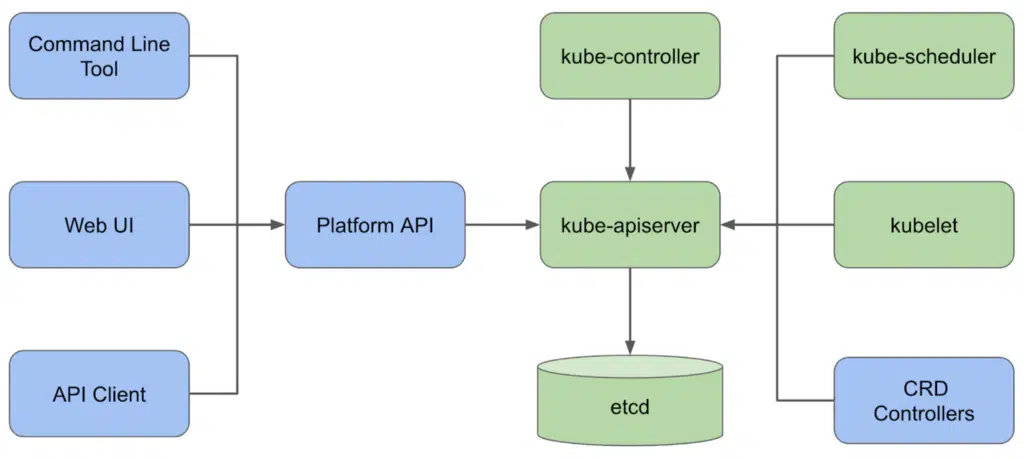 Command Line
Tool
kube-controller
kube-scheduler
Web UI
Platform API
kube-apiserver
kubelet
API Client
etcd
CRD
Controllers